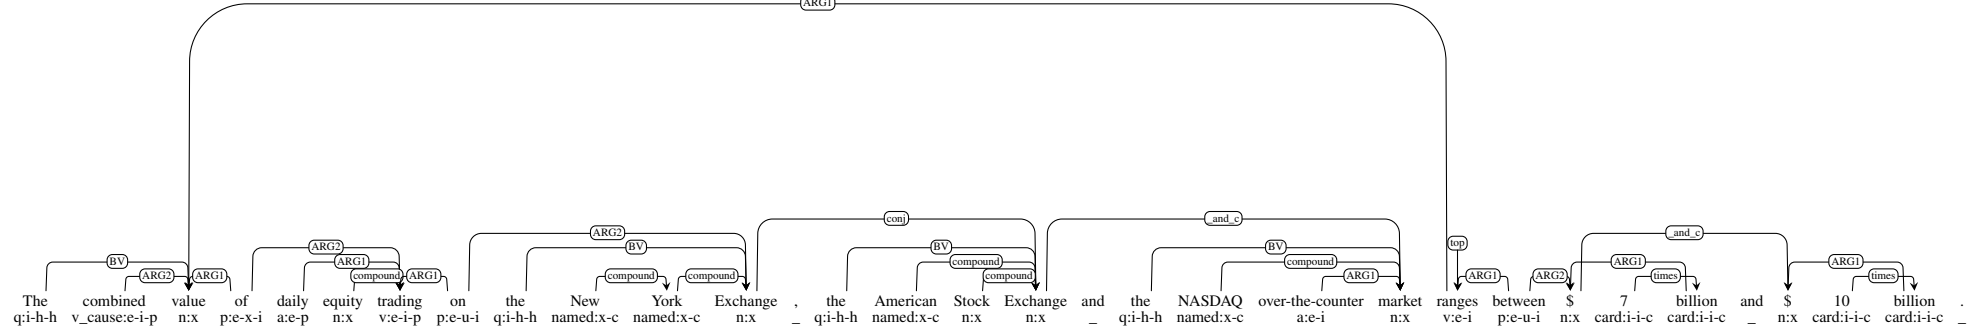 ARG1
conj _and_c
ARG2 top _and_c
ARG2 BV BV BV
BV ARG1 compound compound ARG1 ARG1
ARG2 ARG1 compound ARG1 compound compound compound ARG1 ARG1 ARG2 times times
The combined value of daily equity trading on the New York Exchange , the American Stock Exchange and the NASDAQ over-the-counter market ranges between $ 7 billion and $ 10 billion .
q:i-h-h v_cause:e-i-p n:x p:e-x-i a:e-p n:x v:e-i-p p:e-u-i q:i-h-h named:x-c named:x-c n:x _ q:i-h-h named:x-c n:x n:x _ q:i-h-h named:x-c a:e-i n:x v:e-i p:e-u-i n:x card:i-i-c card:i-i-c _ n:x card:i-i-c card:i-i-c _